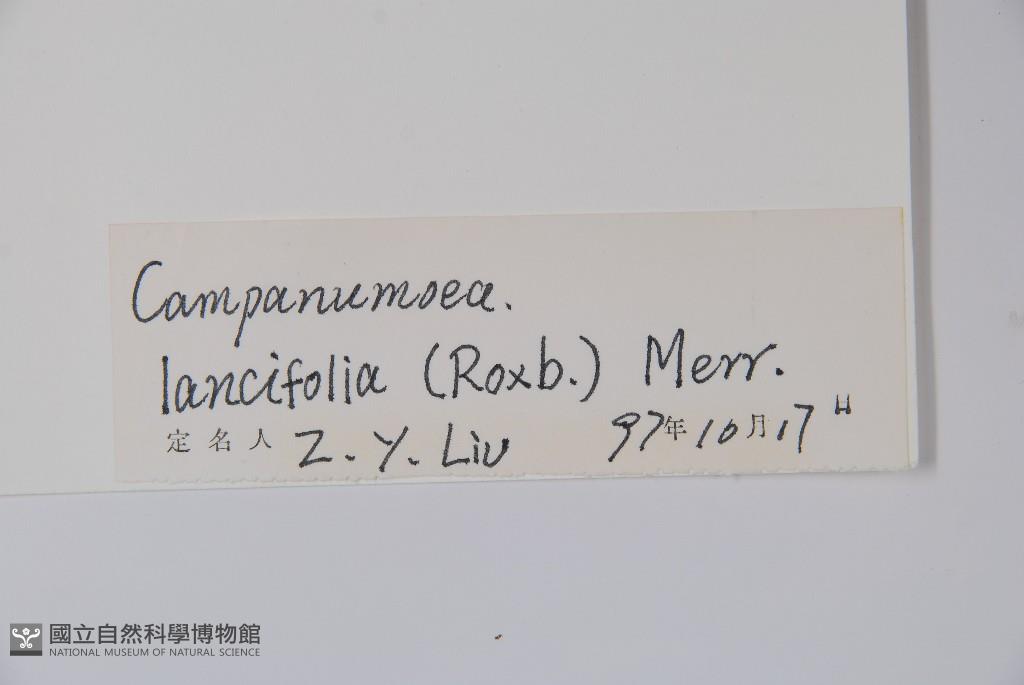 Campanumoea.
lancifolia (Roxb.) Merr.
定名人 Z. Y. Liu 97年10月17日
國立自然科學博物館
NATIONAL MUSEUM OF NATURAL SCIENCE